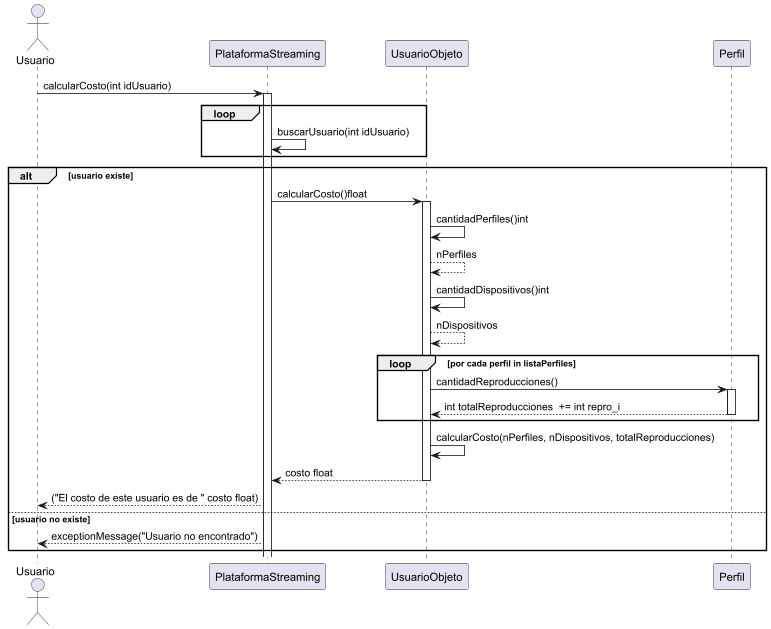 Usuario
PlataformaStreaming
UsuarioObjeto
Perfil
calcularCosto(int idUsuario)
loop
buscarUsuario(int idUsuario)
alt [usuario existe]
calcularCosto()float
cantidadPerfiles()int
nPerfiles
cantidadDispositivos()int
nDispositivos
loop [por cada perfil en listaPerfiles]
cantidadReproducciones()
int totalReproducciones += int repro_i
calcularCosto(nPerfiles, nDispositivos, totalReproducciones)
costo float
("El costo de este usuario es de " costo float)
[usuario no existe]
exceptionMessage("Usuario no encontrado")
Usuario
PlataformaStreaming
UsuarioObjeto
Perfil